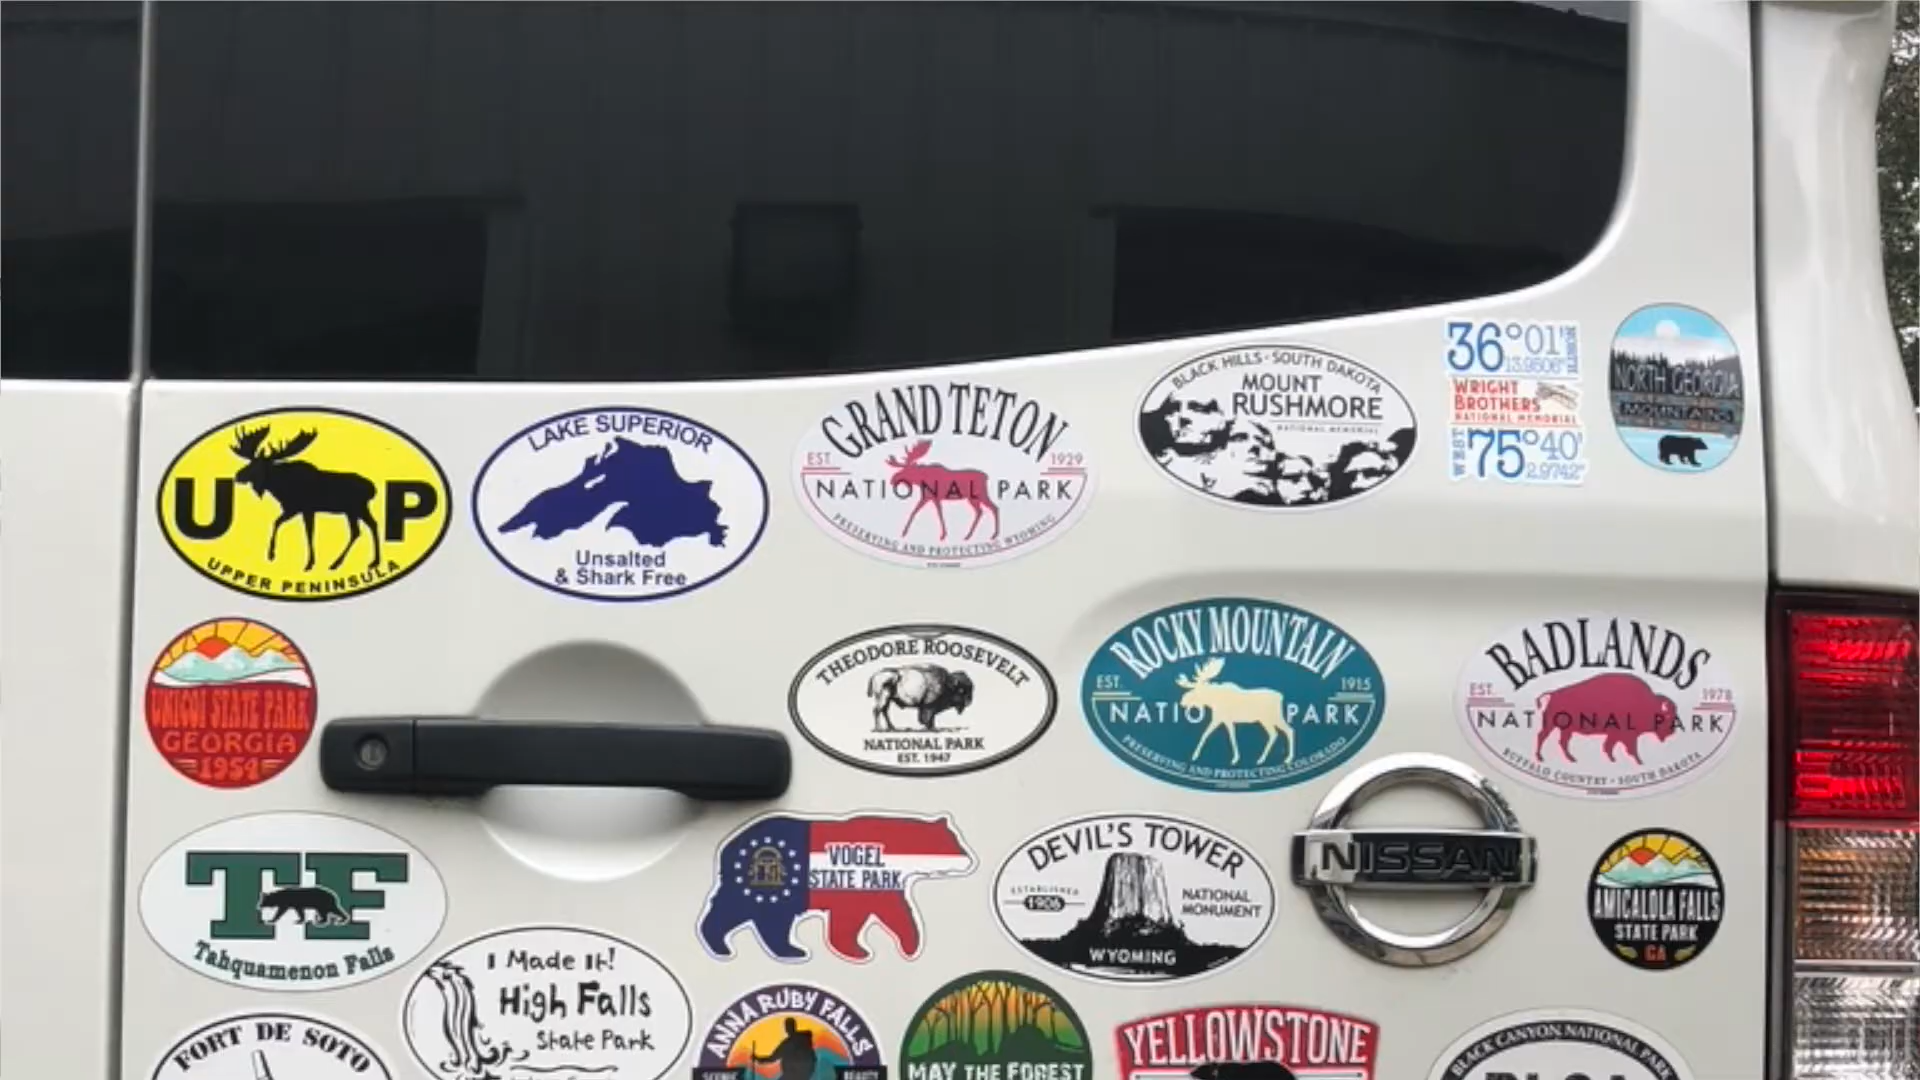 36°01'
13.9506"
NORTH
WRIGHT
BROTHERS
NATIONAL MEMORIAL
WEST
75°40'
2.9742"
NORTH GEORGIA
MOUNTAINS
BLACK HILLS · SOUTH DAKOTA
MOUNT
RUSHMORE
NATIONAL MEMORIAL
GRAND TETON
EST. 1929
NATIONAL PARK
PRESERVING AND PROTECTING WYOMING
LAKE SUPERIOR
Unsalted
& Shark Free
U P
UPPER PENINSULA
UNICOI STATE PARK
GEORGIA
1954
THEODORE ROOSEVELT
NATIONAL PARK
EST. 1947
ROCKY MOUNTAIN
EST. 1915
NATIO PARK
PRESERVING AND PROTECTING COLORADO
BADLANDS
EST. 1978
NATIONAL PARK
BUFFALO COUNTRY · SOUTH DAKOTA
TF
Tahquamenon Falls
VOGEL
STATE PARK
DEVIL'S TOWER
ESTABLISHED
1906
NATIONAL
MONUMENT
WYOMING
NISSAN
AMICALOLA FALLS
STATE PARK
GA
I Made It!
High Falls
State Park
FORT DE SOTO
ANNA RUBY FALLS
MAY THE FOREST
YELLOWSTONE
BLACK CANYON NATIONAL PARK